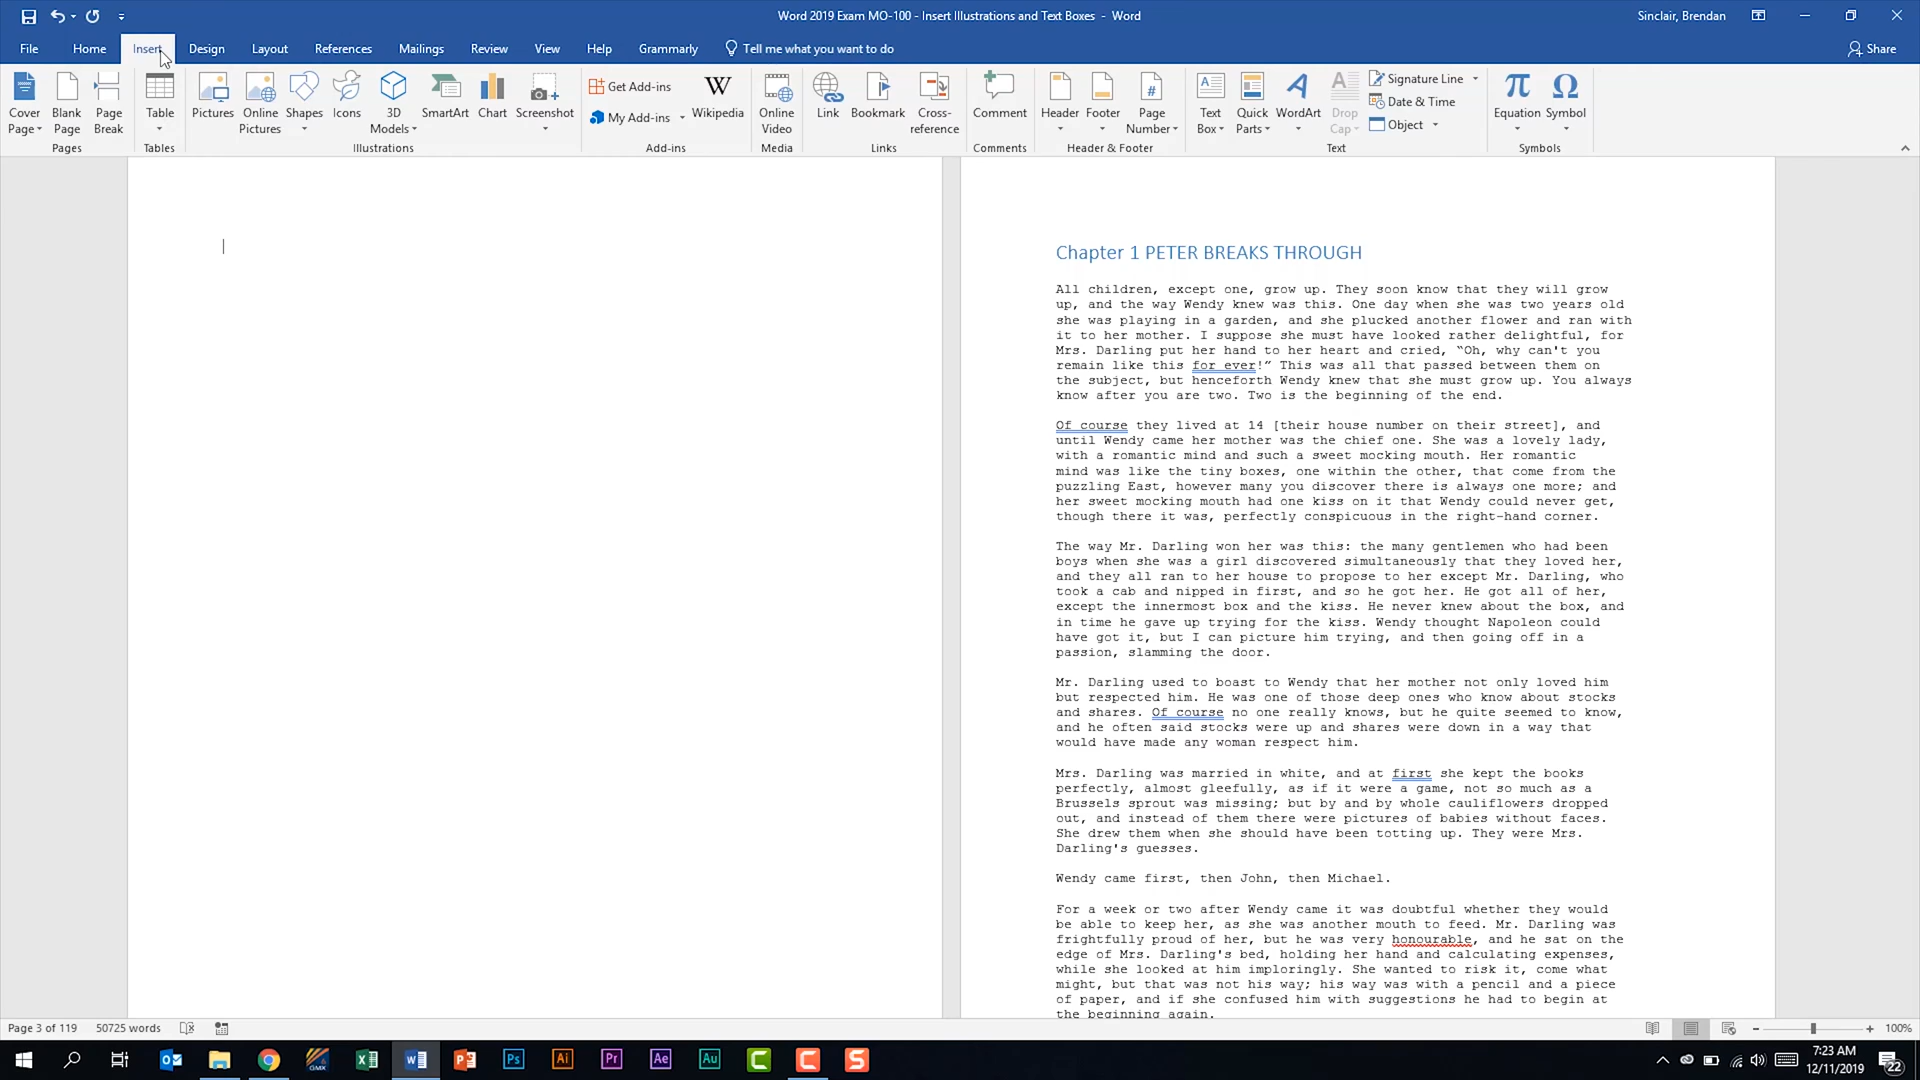 Word 2019 Exam MO-100 - Insert Illustrations and Text Boxes - Word
Sinclair, Brendan
File Home Insert Design Layout References Mailings Review View Help Grammarly Tell me what you want to do Share
Cover Page
Blank Page
Page Break
Pages
Table
Tables
Pictures
Online Pictures
Shapes
Icons
3D Models
SmartArt
Chart
Screenshot
Illustrations
Get Add-ins
My Add-ins
W
Wikipedia
Add-ins
Online Video
Media
Link
Bookmark
Cross-reference
Links
Comment
Comments
Header
Footer
#
Page Number
Header & Footer
A
Text Box
Quick Parts
A
WordArt
A
Drop Cap
Signature Line
Date & Time
Object
Text
π
Equation
Ω
Symbol
Symbols
Chapter 1 PETER BREAKS THROUGH
All children, except one, grow up. They soon know that they will grow
up, and the way Wendy knew was this. One day when she was two years old
she was playing in a garden, and she plucked another flower and ran with
it to her mother. I suppose she must have looked rather delightful, for
Mrs. Darling put her hand to her heart and cried, “Oh, why can't you
remain like this for ever!” This was all that passed between them on
the subject, but henceforth Wendy knew that she must grow up. You always
know after you are two. Two is the beginning of the end.
Of course they lived at 14 [their house number on their street], and
until Wendy came her mother was the chief one. She was a lovely lady,
with a romantic mind and such a sweet mocking mouth. Her romantic
mind was like the tiny boxes, one within the other, that come from the
puzzling East, however many you discover there is always one more; and
her sweet mocking mouth had one kiss on it that Wendy could never get,
though there it was, perfectly conspicuous in the right-hand corner.
The way Mr. Darling won her was this: the many gentlemen who had been
boys when she was a girl discovered simultaneously that they loved her,
and they all ran to her house to propose to her except Mr. Darling, who
took a cab and nipped in first, and so he got her. He got all of her,
except the innermost box and the kiss. He never knew about the box, and
in time he gave up trying for the kiss. Wendy thought Napoleon could
have got it, but I can picture him trying, and then going off in a
passion, slamming the door.
Mr. Darling used to boast to Wendy that her mother not only loved him
but respected him. He was one of those deep ones who know about stocks
and shares. Of course no one really knows, but he quite seemed to know,
and he often said stocks were up and shares were down in a way that
would have made any woman respect him.
Mrs. Darling was married in white, and at first she kept the books
perfectly, almost gleefully, as if it were a game, not so much as a
Brussels sprout was missing; but by and by whole cauliflowers dropped
out, and instead of them there were pictures of babies without faces.
She drew them when she should have been totting up. They were Mrs.
Darling's guesses.
Wendy came first, then John, then Michael.
For a week or two after Wendy came it was doubtful whether they would
be able to keep her, as she was another mouth to feed. Mr. Darling was
frightfully proud of her, but he was very honourable, and he sat on the
edge of Mrs. Darling's bed, holding her hand and calculating expenses,
while she looked at him imploringly. She wanted to risk it, come what
might, but that was not his way; his way was with a pencil and a piece
of paper, and if she confused him with suggestions he had to begin at
the beginning again.
Page 3 of 119 50725 words
100%
GMX
Ps Ai Pr Ae Au C C S
7:23 AM
12/11/2019
22